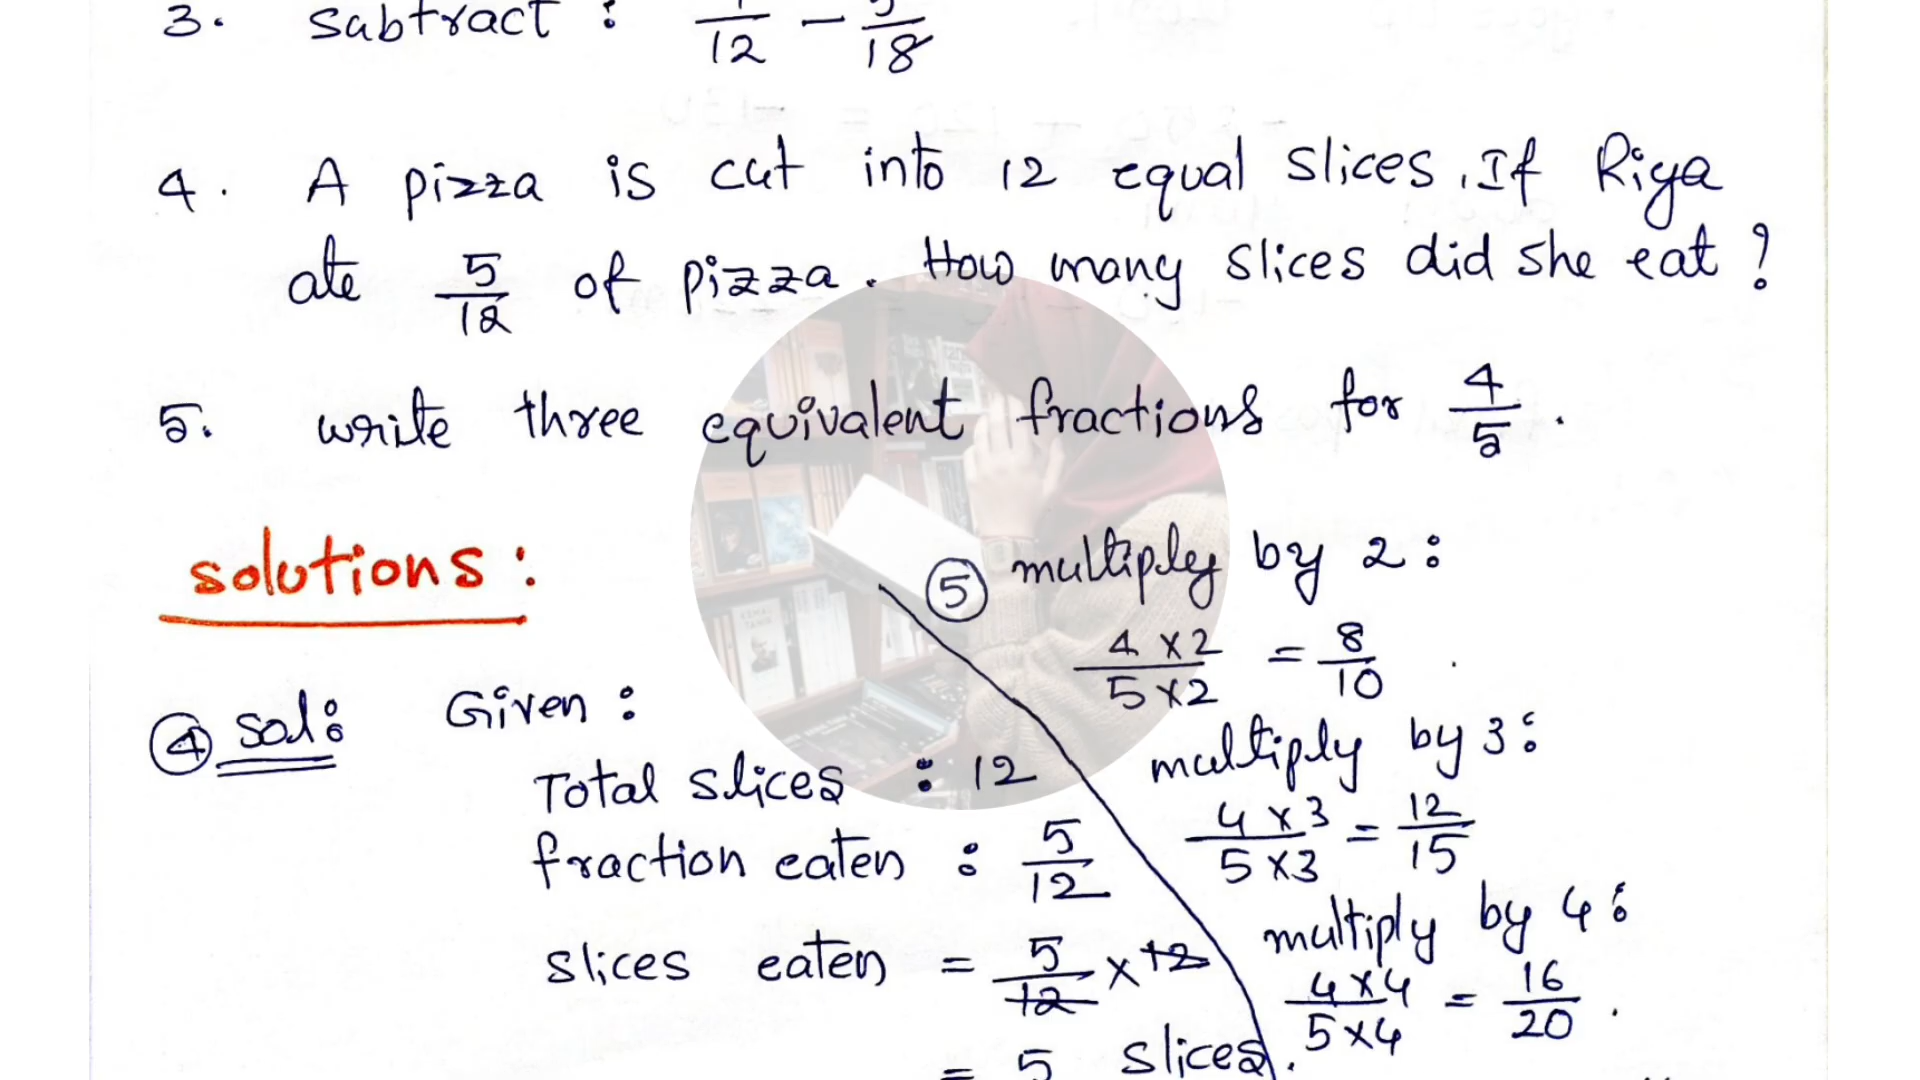 3. Subtract : /12 - /18
4. A pizza is cut into 12 equal slices. If Riya
ate 5/12 of pizza. How many slices did she eat ?
5. write three equivalent fractions for 4/5.
solutions :
④ sol: Given :
Total slices : 12
fraction eaten : 5/12
slices eaten = 5/12 × 12
= 5 slices.
⑤ multiply by 2 :
4 × 2 / 5 × 2 = 8/10
multiply by 3 :
4 × 3 / 5 × 3 = 12/15
multiply by 4 :
4 × 4 / 5 × 4 = 16/20 .